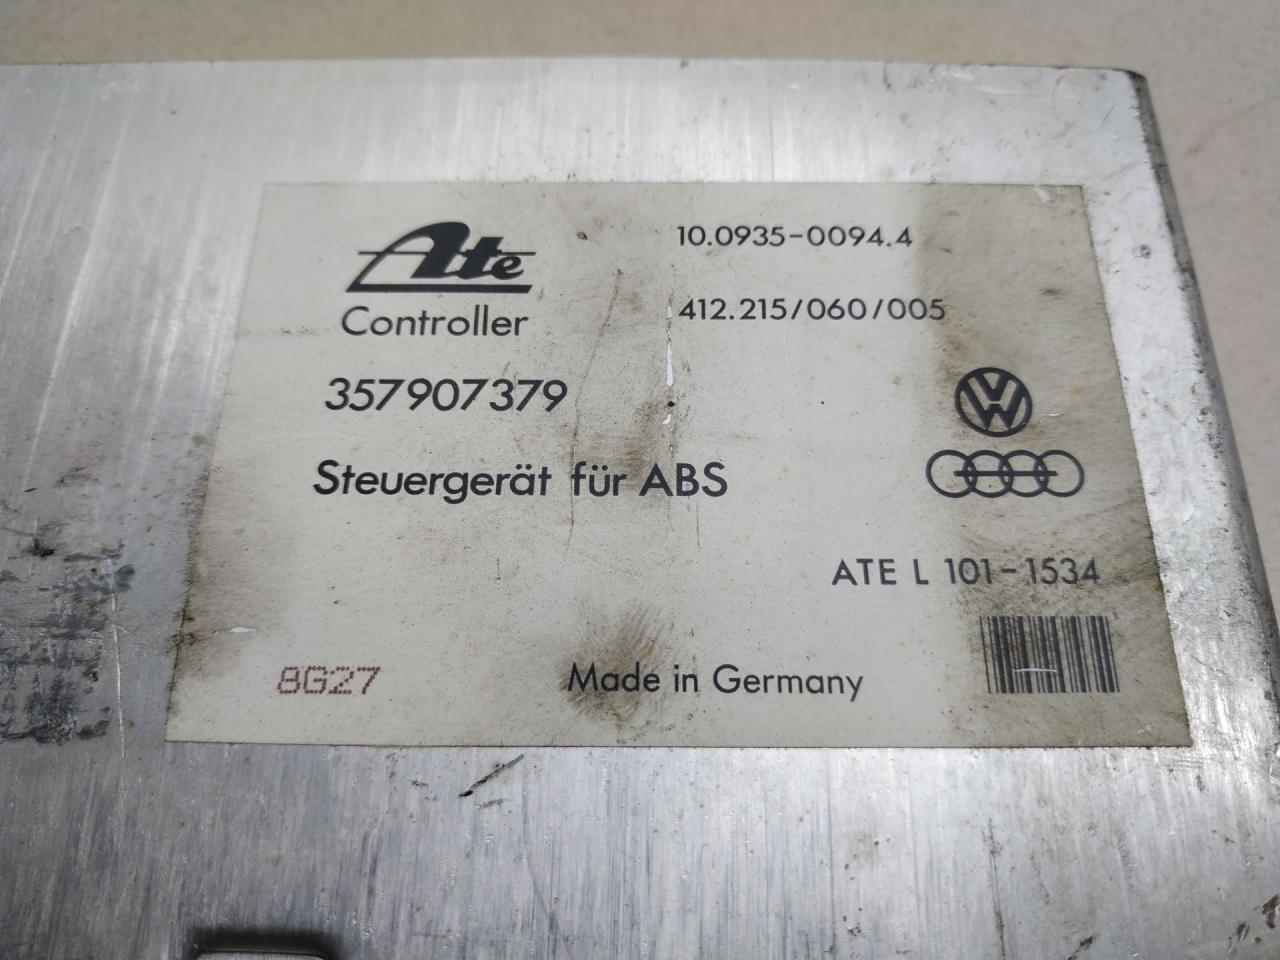 Ate
Controller
10.0935-0094.4
412.215/060/005
357907379
Steuergerät für ABS
ATE L 101-1534
8G27
Made in Germany